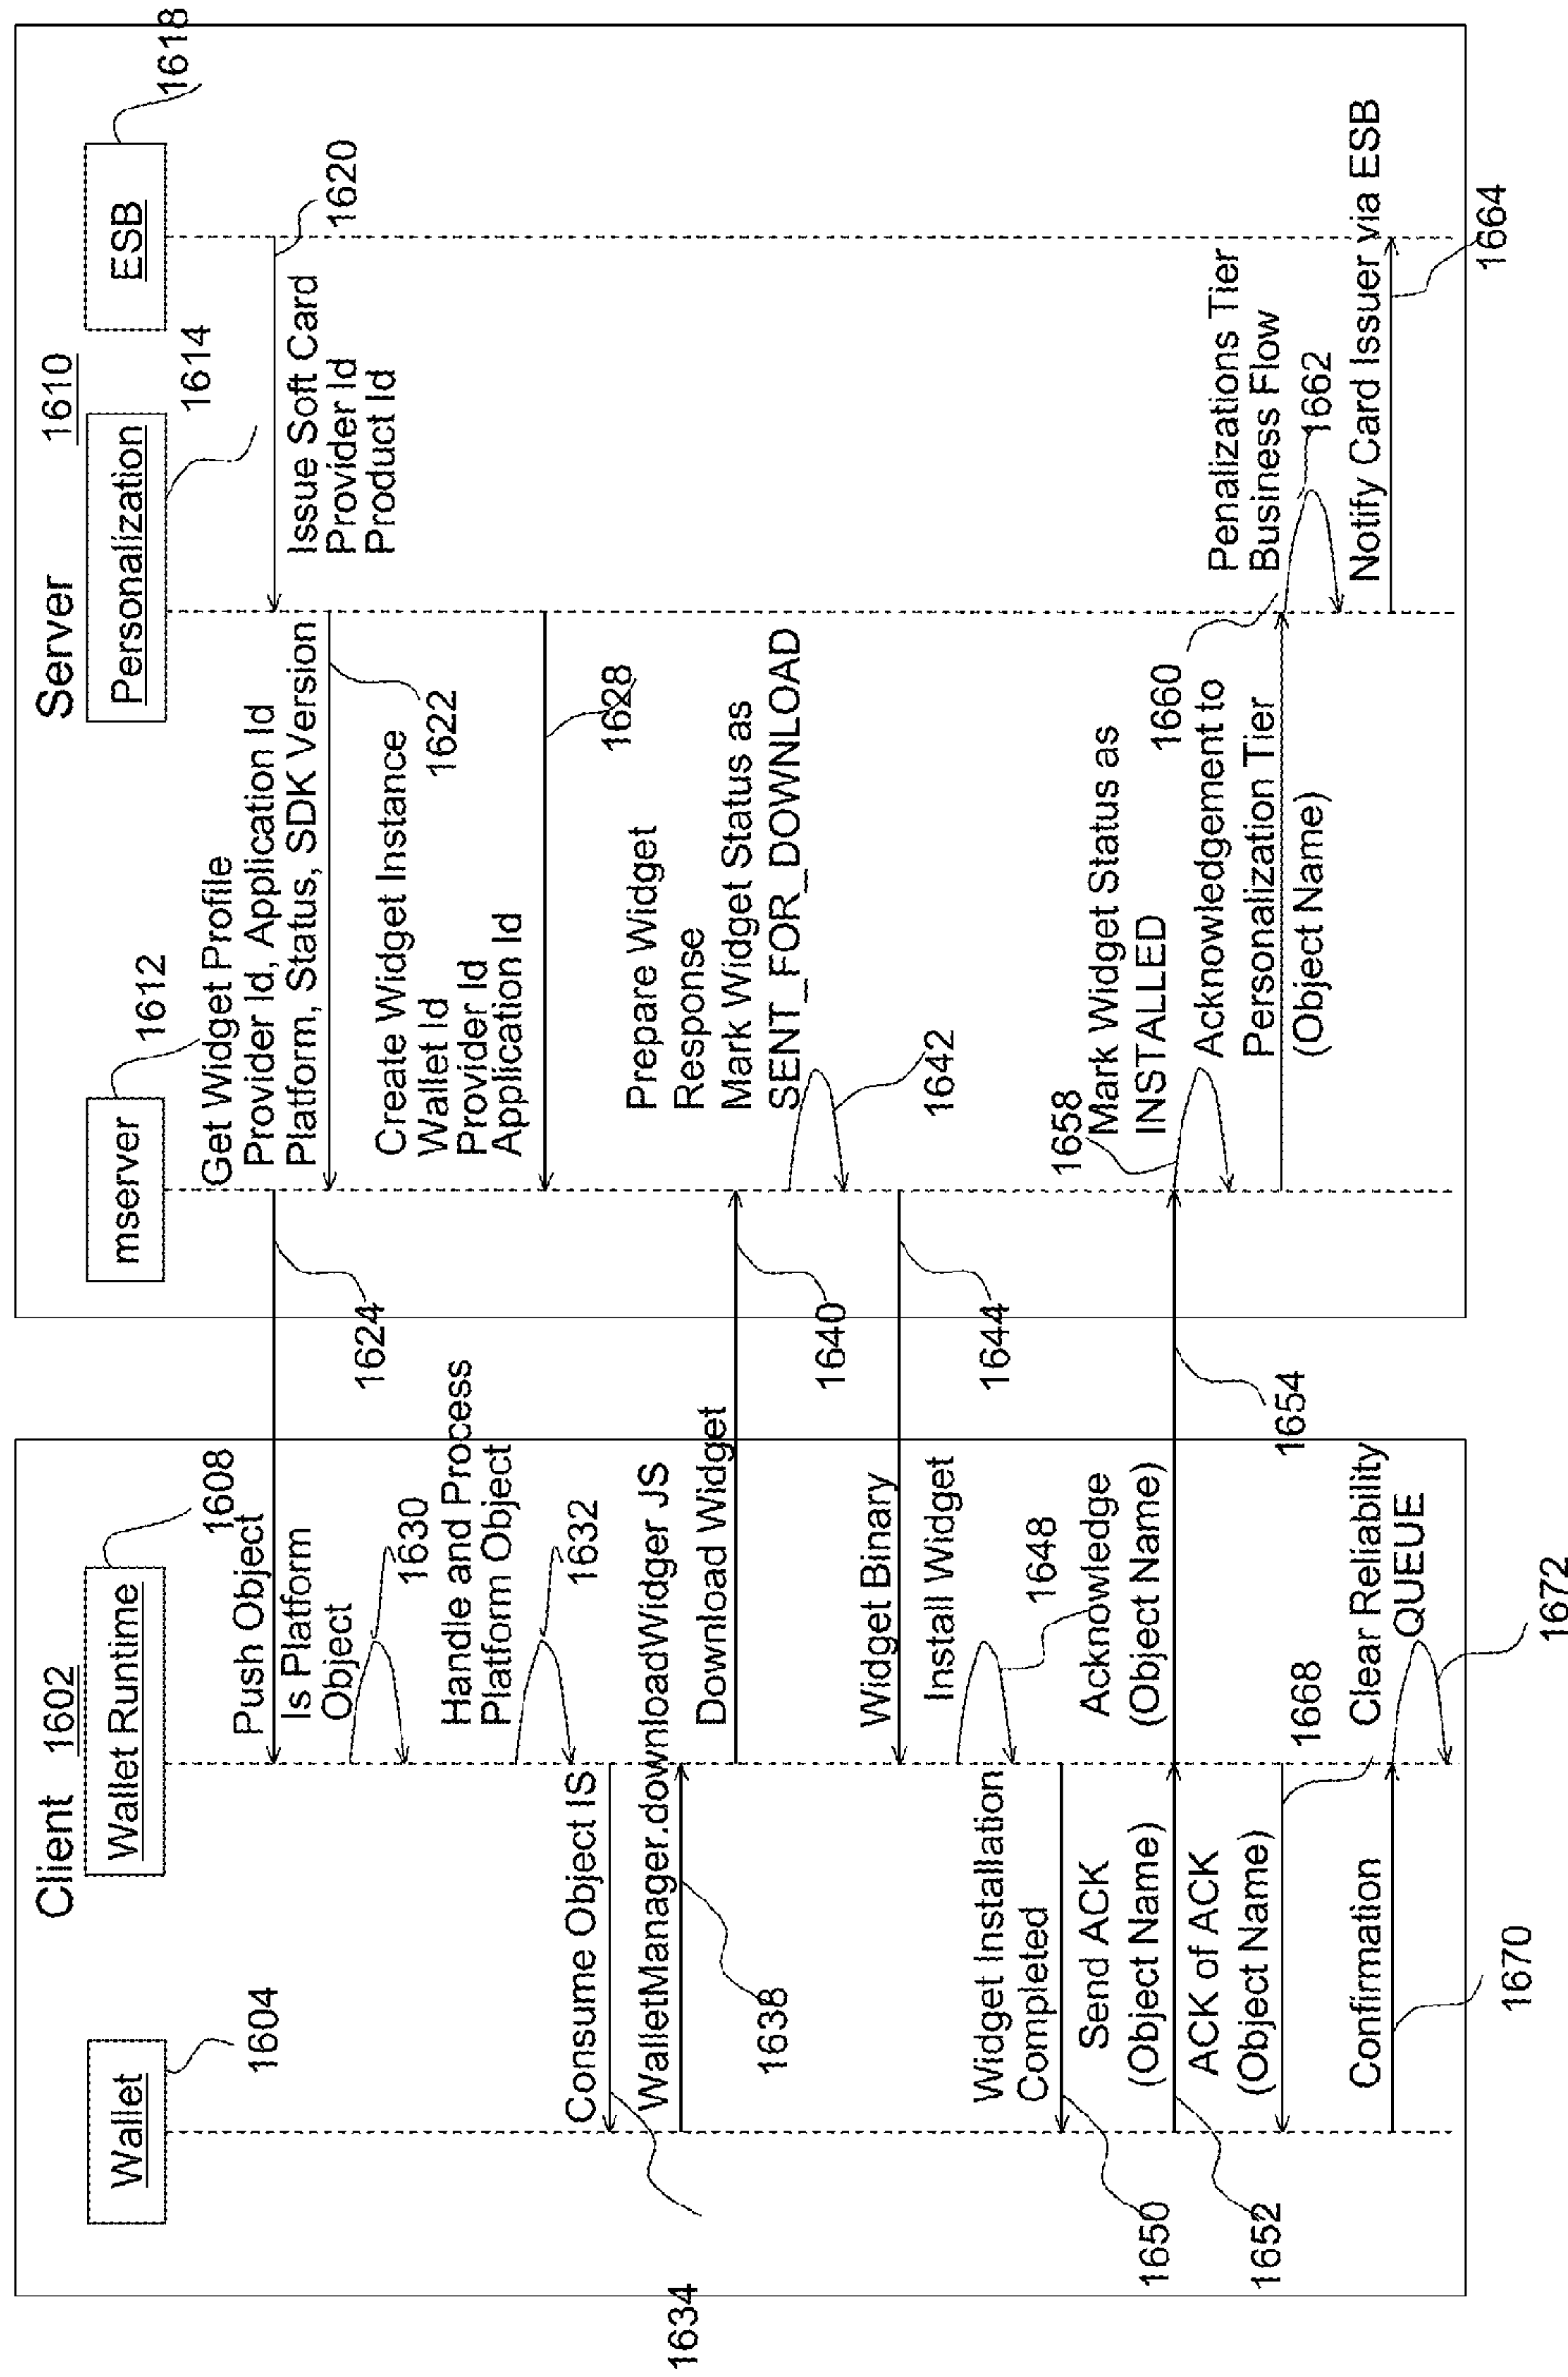 Client 1602
Server 1610
Wallet
1604
Wallet Runtime
1608
mserver
1612
Personalization
1614
ESB
1618
Issue Soft Card
Provider Id
Product Id
1620
Get Widget Profile
Provider Id, Application Id
Platform, Status, SDK Version
1622
Push Object
1624
Is Platform
Object
1630
Create Widget Instance
Wallet Id
Provider Id
Application Id
1628
Handle and Process
Platform Object
1632
Consume Object IS
1634
WalletManager.downloadWidger JS
1638
Download Widget
1640
Prepare Widget
Response
Mark Widget Status as
SENT_FOR_DOWNLOAD
1642
Widget Binary
1644
Install Widget
1648
Widget Installation
Completed
1650
Send ACK
(Object Name)
1652
Acknowledge
(Object Name)
1654
1658
Mark Widget Status as
INSTALLED
1660
Acknowledgement to
Personalization Tier
(Object Name)
Penalizations Tier
Business Flow
1662
Notify Card Issuer via ESB
1664
ACK of ACK
(Object Name)
1668
Confirmation
1670
Clear Reliability
QUEUE
1672